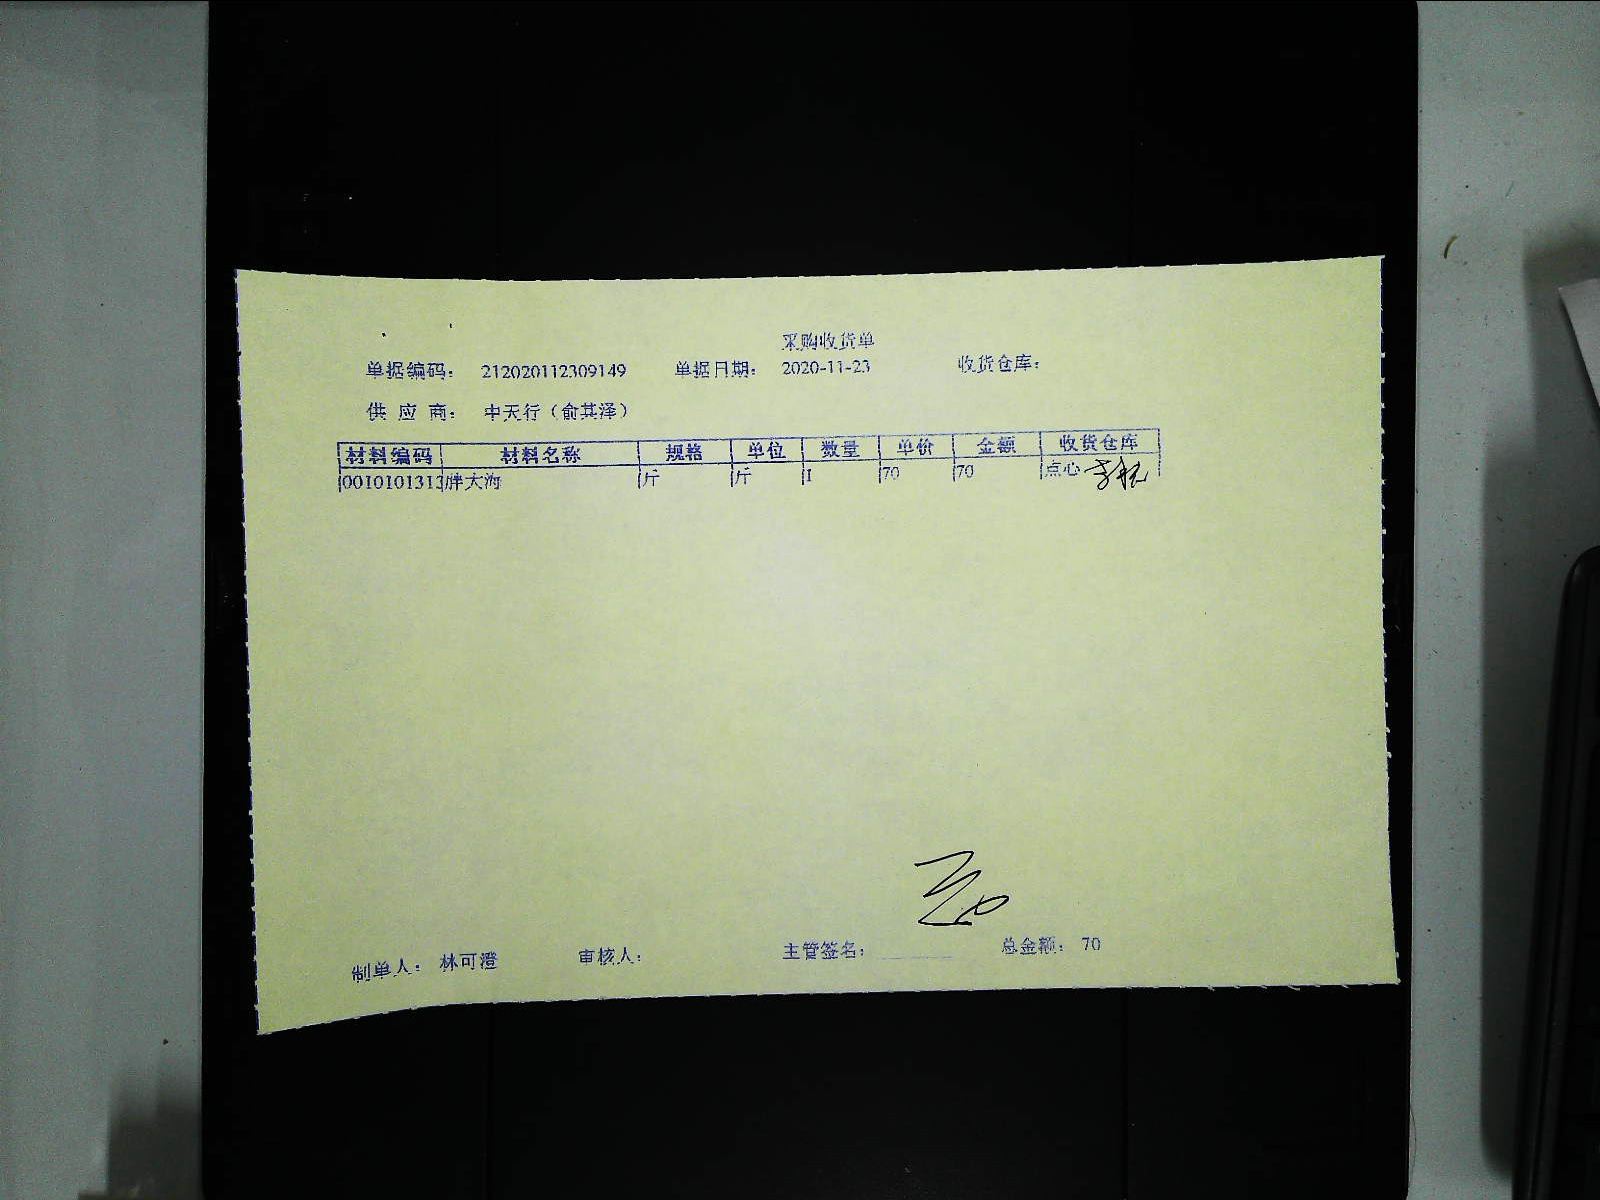 采购收货单
单据编码： 212020112309149 单据日期： 2020-11-23 收货仓库：
供 应 商： 中天行（俞其泽）
材料编码 材料名称 规格 单位 数量 单价 金额 收货仓库
0010101313 胖大海 斤 斤 1 70 70 点心
制单人： 林可澄 审核人： 主管签名： 总金额： 70